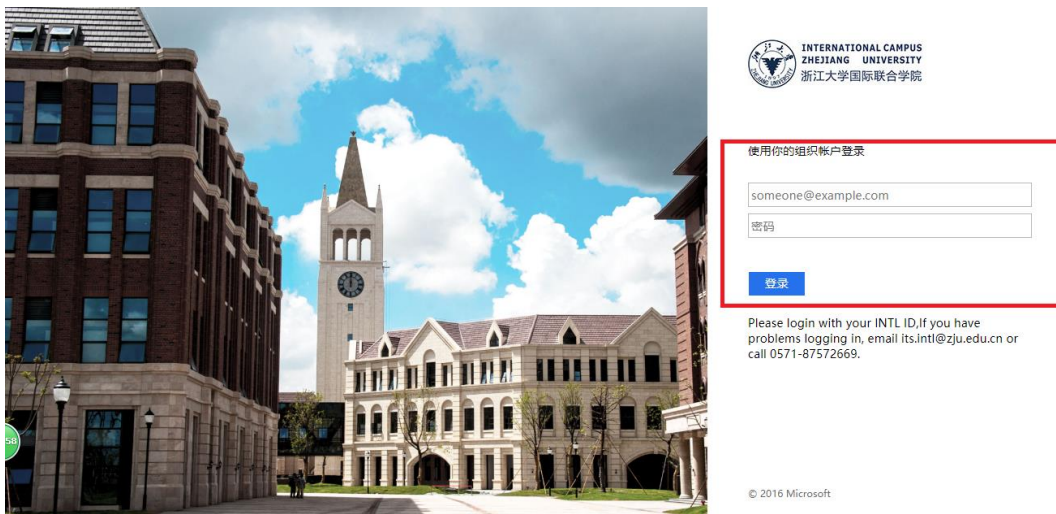 INTERNATIONAL CAMPUS
ZHEJIANG UNIVERSITY
浙江大学国际联合学院
使用你的组织帐户登录
someone@example.com
密码
登录
Please login with your INTL ID,If you have
problems logging in, email its.intl@zju.edu.cn or
call 0571-87572669.
58
© 2016 Microsoft